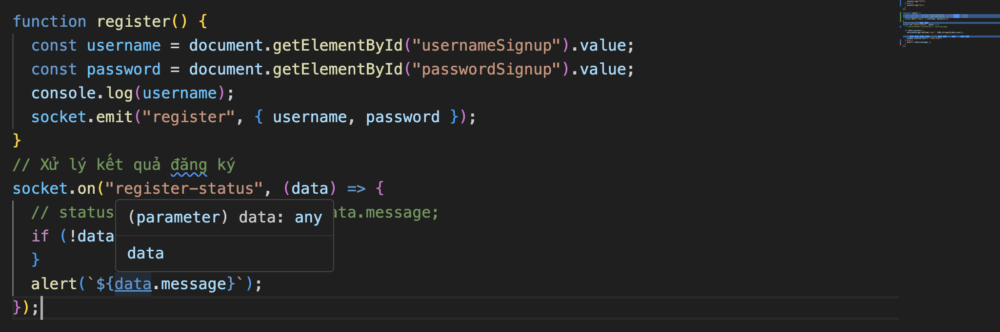 function register() {
const username = document.getElementById("usernameSignup").value;
const password = document.getElementById("passwordSignup").value;
console.log(username);
socket.emit("register", { username, password });
}
// Xử lý kết quả đăng ký
socket.on("register-status", (data) => {
// status ata.message;
(parameter) data: any
if (!data
data
}
alert(`${data.message}`);
});